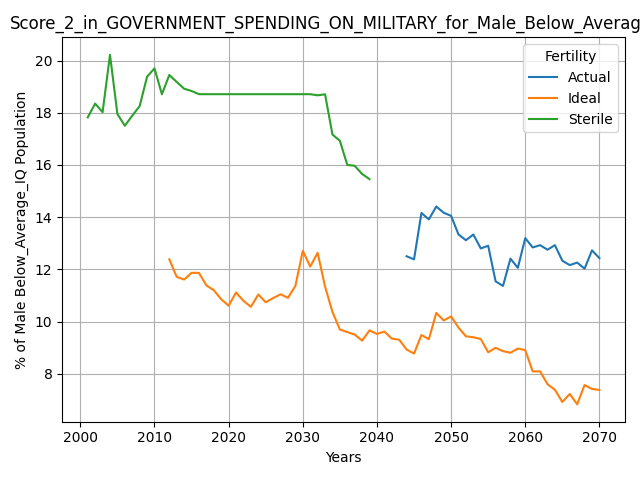 Score_2_in_GOVERNMENT_SPENDING_ON_MILITARY_for_Male_Below_Averag
20
18
16
14
12
10
8
% of Male Below_Average_IQ Population
Fertility
Actual
Ideal
Sterile
2000 2010 2020 2030 2040 2050 2060 2070
Years